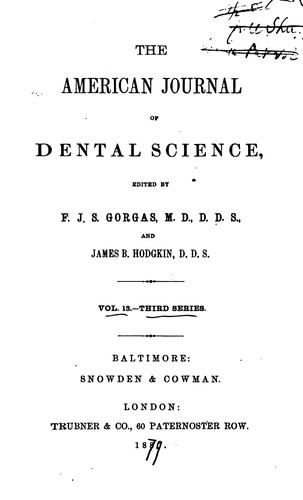 THE
AMERICAN JOURNAL
OF
DENTAL SCIENCE,
EDITED BY
F. J. S. GORGAS, M. D., D. D. S.,
AND
JAMES B. HODGKIN, D. D. S.
VOL. 13.—THIRD SERIES.
BALTIMORE:
SNOWDEN & COWMAN.
LONDON:
TRUBNER & CO., 60 PATERNOSTER ROW.
1879.